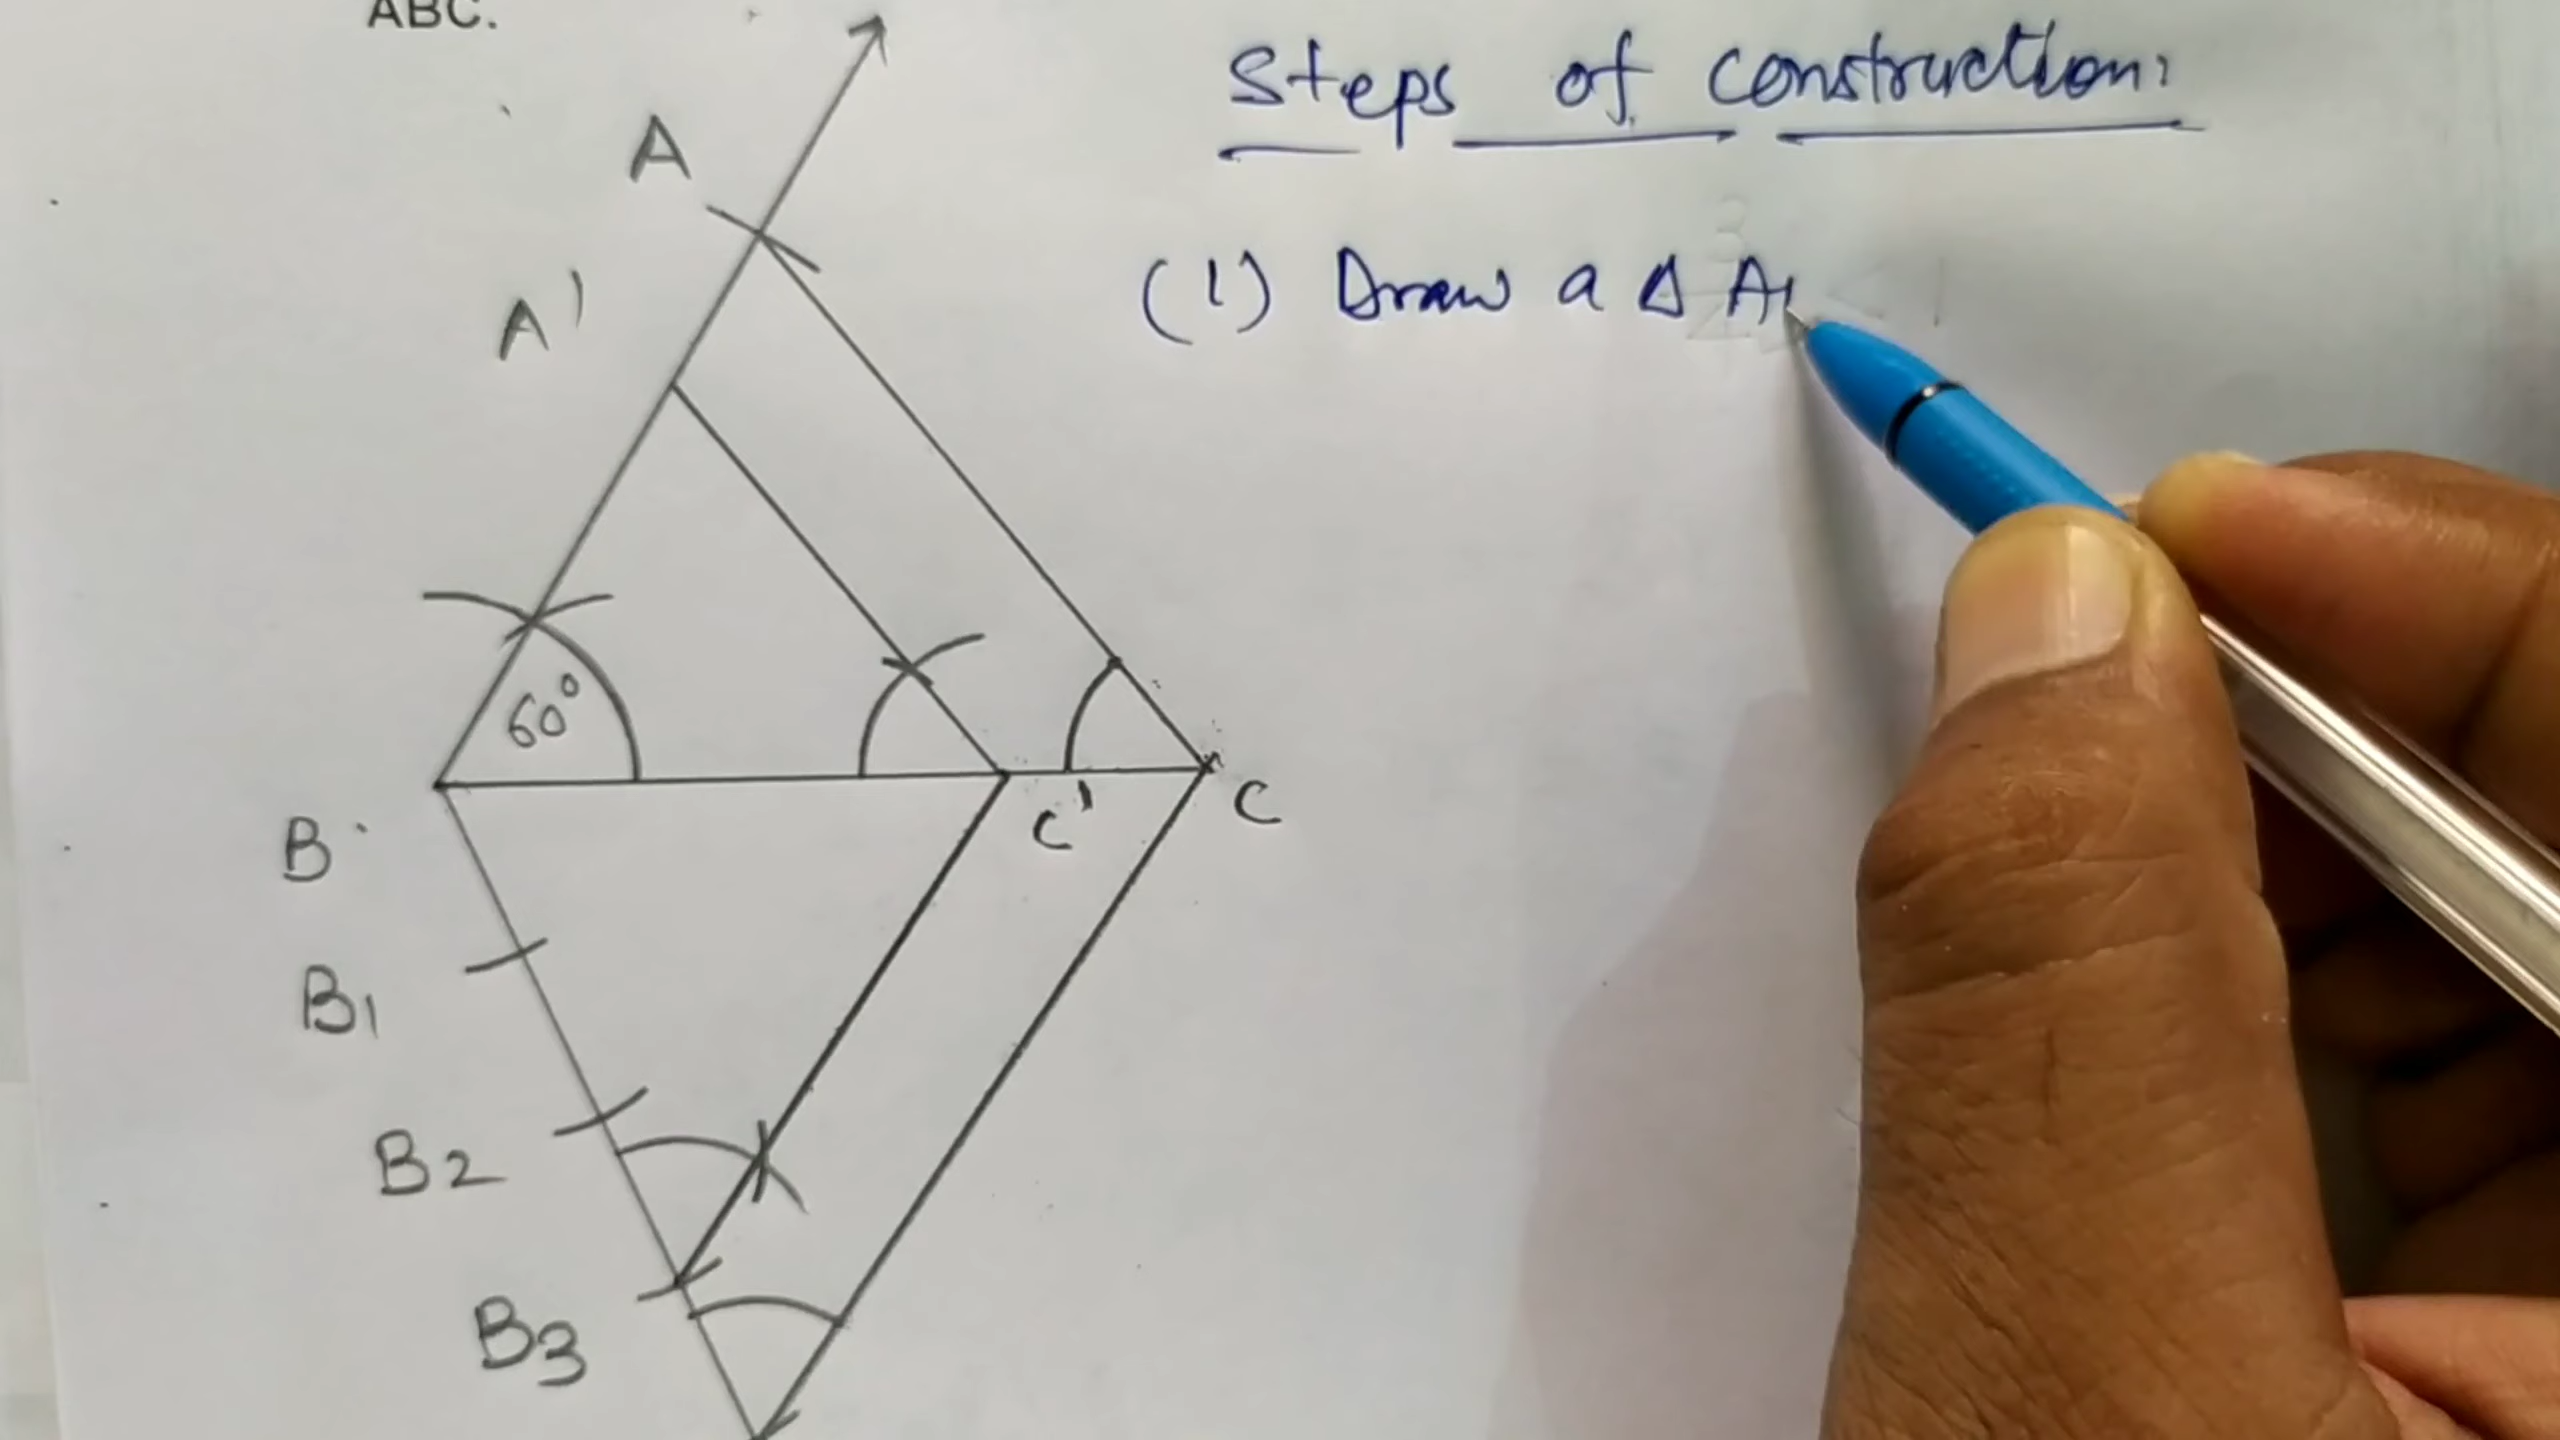 ABC.
Steps of construction:
(1) Draw a Δ A
A
A'
60°
B
C'
C
B1
B2
B3